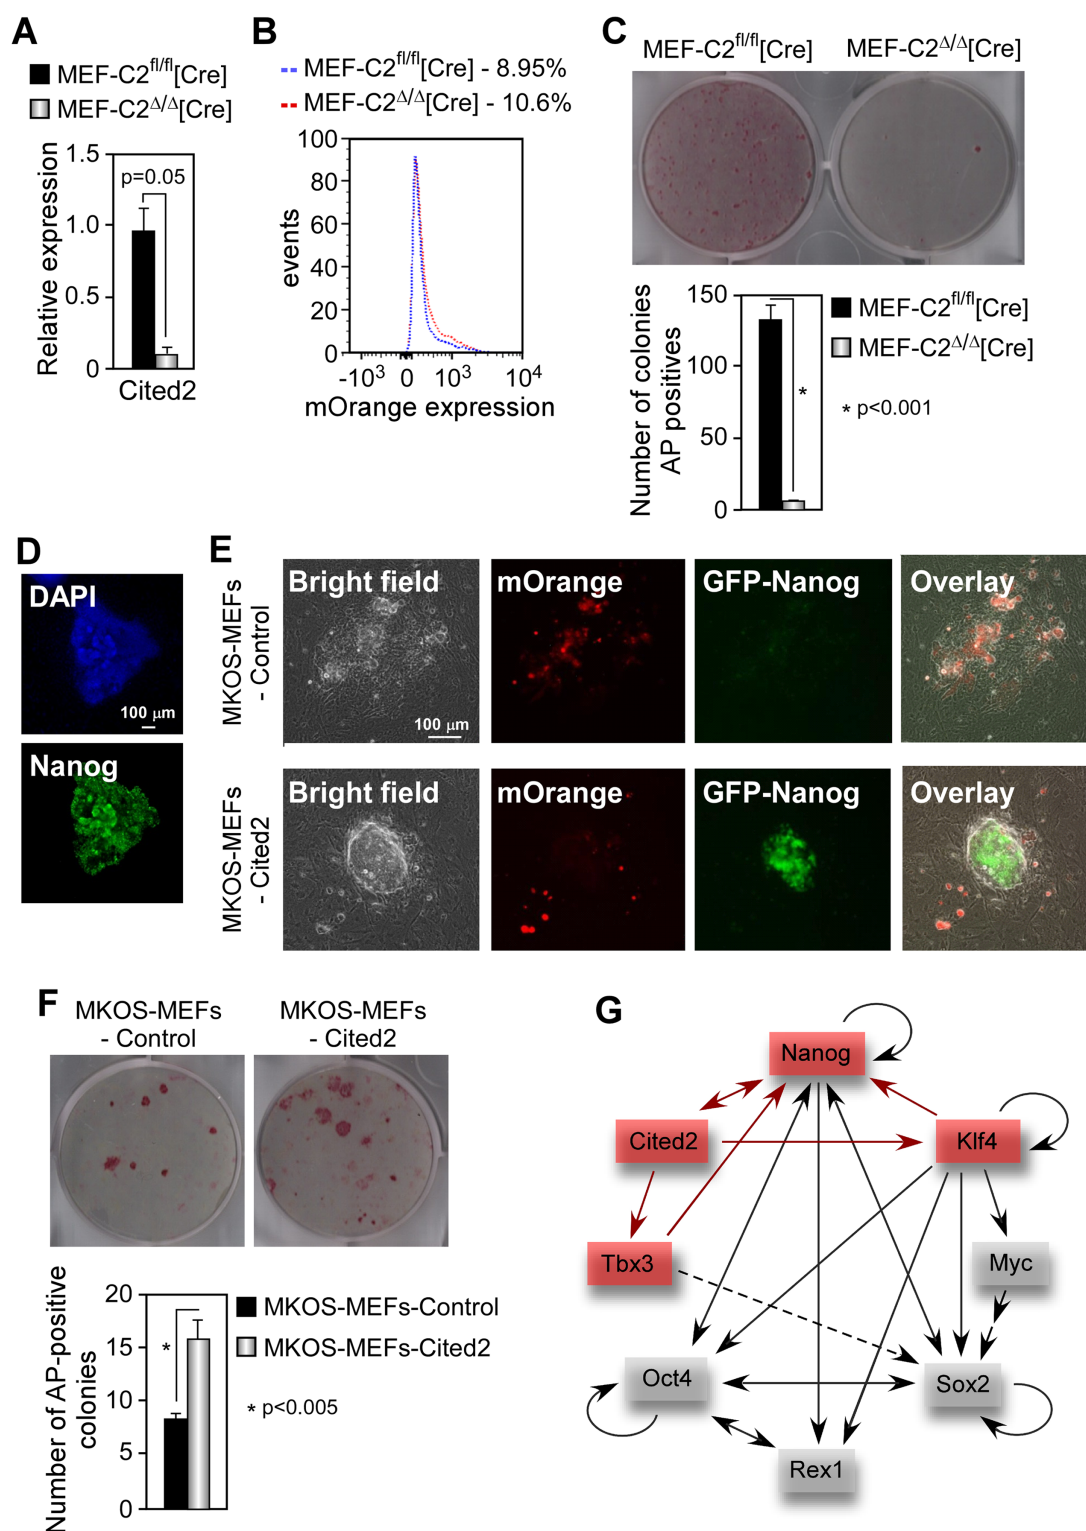 A
MEF-C2fl/fl[Cre]
MEF-C2Δ/Δ[Cre]
Relative expression
1.5
1.0
0.5
0
p=0.05
Cited2
B
MEF-C2fl/fl[Cre] - 8.95%
MEF-C2Δ/Δ[Cre] - 10.6%
events
100
80
60
40
20
0
-10³ 0 10³ 10⁴
mOrange expression
C
MEF-C2fl/fl[Cre] MEF-C2Δ/Δ[Cre]
Number of colonies
AP positives
150
100
50
0
*
MEF-C2fl/fl[Cre]
MEF-C2Δ/Δ[Cre]
* p<0.001
D
DAPI
100 µm
Nanog
E
MKOS-MEFs
- Control
Bright field
100 µm
mOrange
GFP-Nanog
Overlay
MKOS-MEFs
- Cited2
Bright field
mOrange
GFP-Nanog
Overlay
F
MKOS-MEFs
- Control
MKOS-MEFs
- Cited2
Number of AP-positive
colonies
20
15
10
5
0
*
MKOS-MEFs-Control
MKOS-MEFs-Cited2
* p<0.005
G
Nanog
Cited2
Klf4
Tbx3
Myc
Oct4
Sox2
Rex1